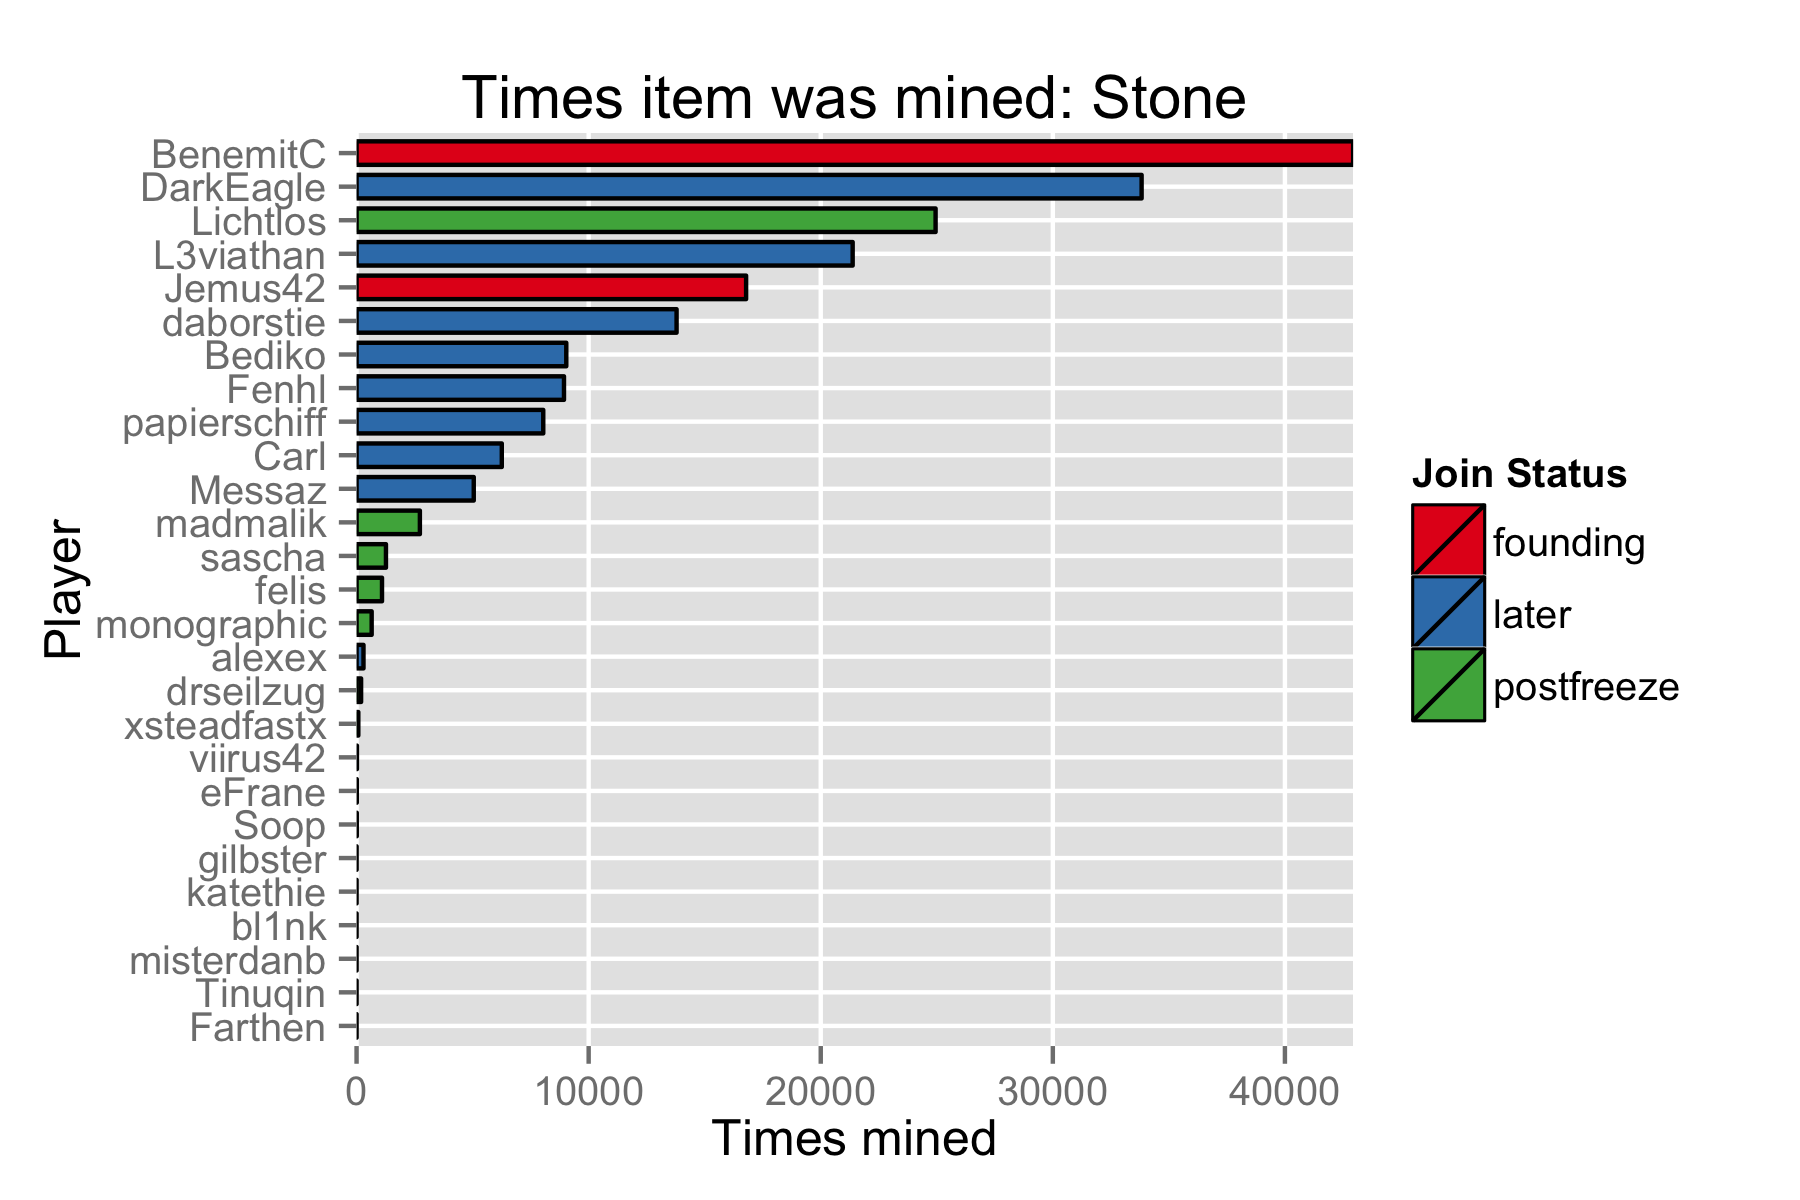 Times item was mined: Stone
BenemitC
DarkEagle
Lichtlos
L3viathan
Jemus42
daborstie
Bediko
Fenhl
papierschiff
Carl
Messaz
madmalik
sascha
felis
monographic
alexex
drseilzug
xsteadfastx
viirus42
eFrane
Soop
gilbster
katethie
bl1nk
misterdanb
Tinuqin
Farthen
Player
0 10000 20000 30000 40000
Times mined
Join Status
founding
later
postfreeze